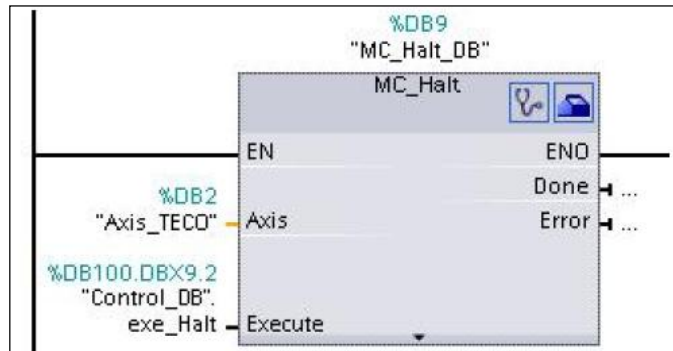 %DB9
"MC_Halt_DB"
MC_Halt
EN ENO
Done ...
%DB2
"Axis_TECO" Axis Error ...
%DB100.DBX9.2
"Control_DB".
exe_Halt Execute